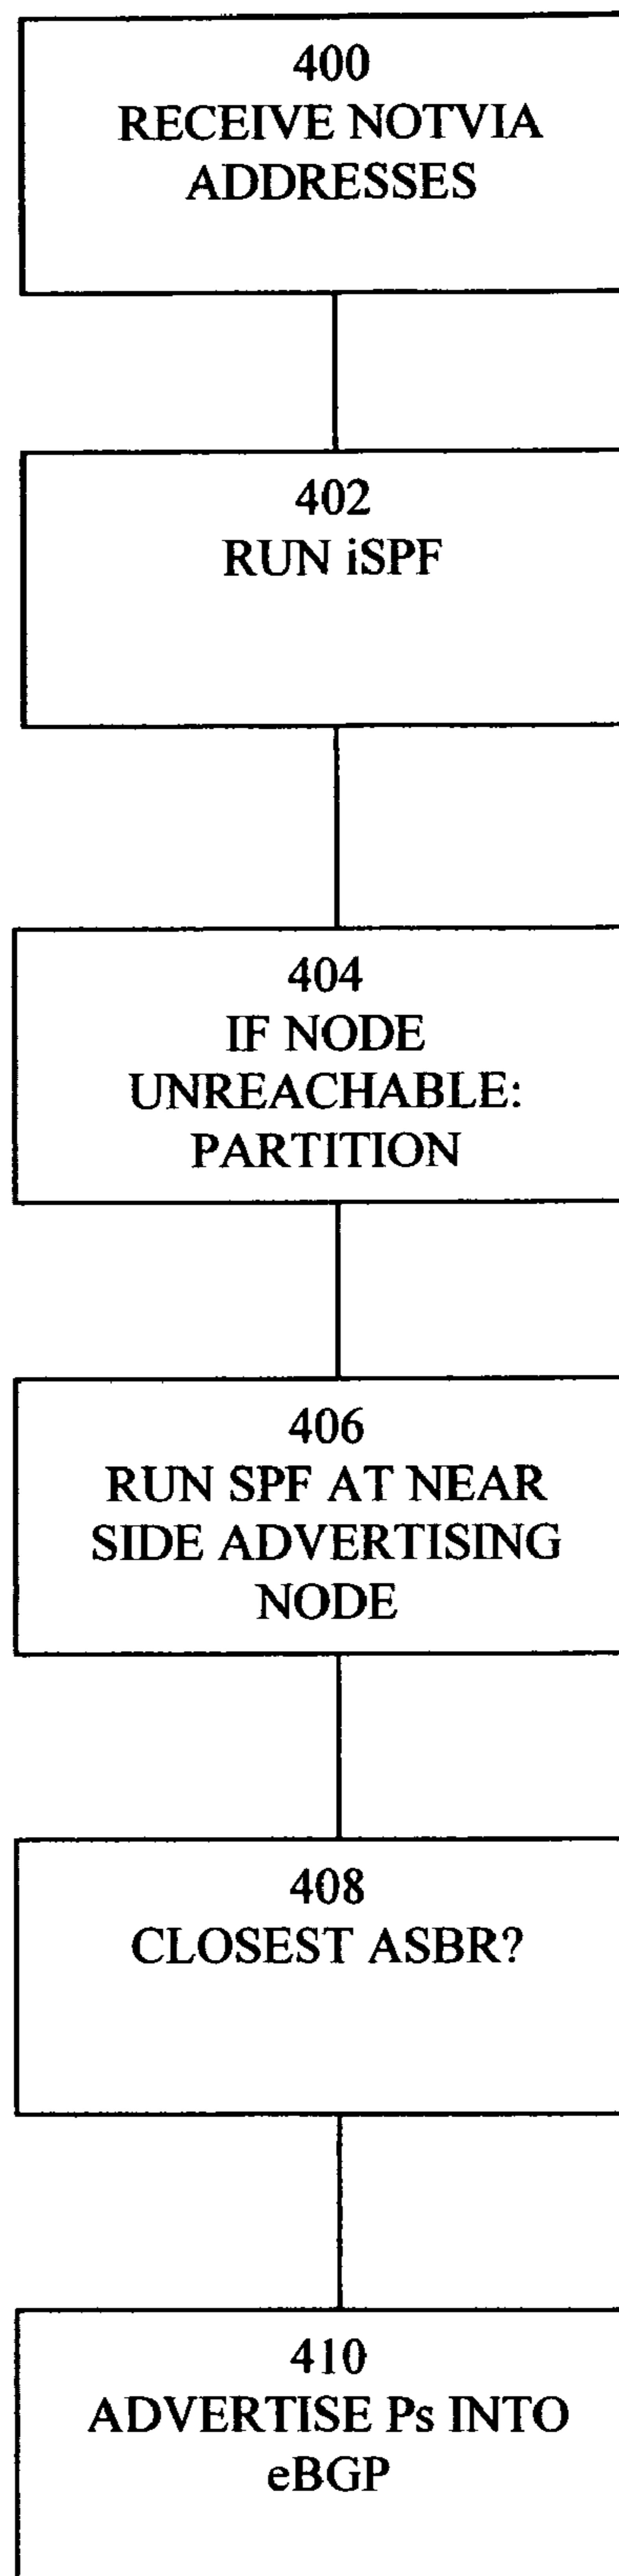 400
RECEIVE NOTVIA
ADDRESSES
402
RUN iSPF
404
IF NODE
UNREACHABLE:
PARTITION
406
RUN SPF AT NEAR
SIDE ADVERTISING
NODE
408
CLOSEST ASBR?
410
ADVERTISE Ps INTO
eBGP